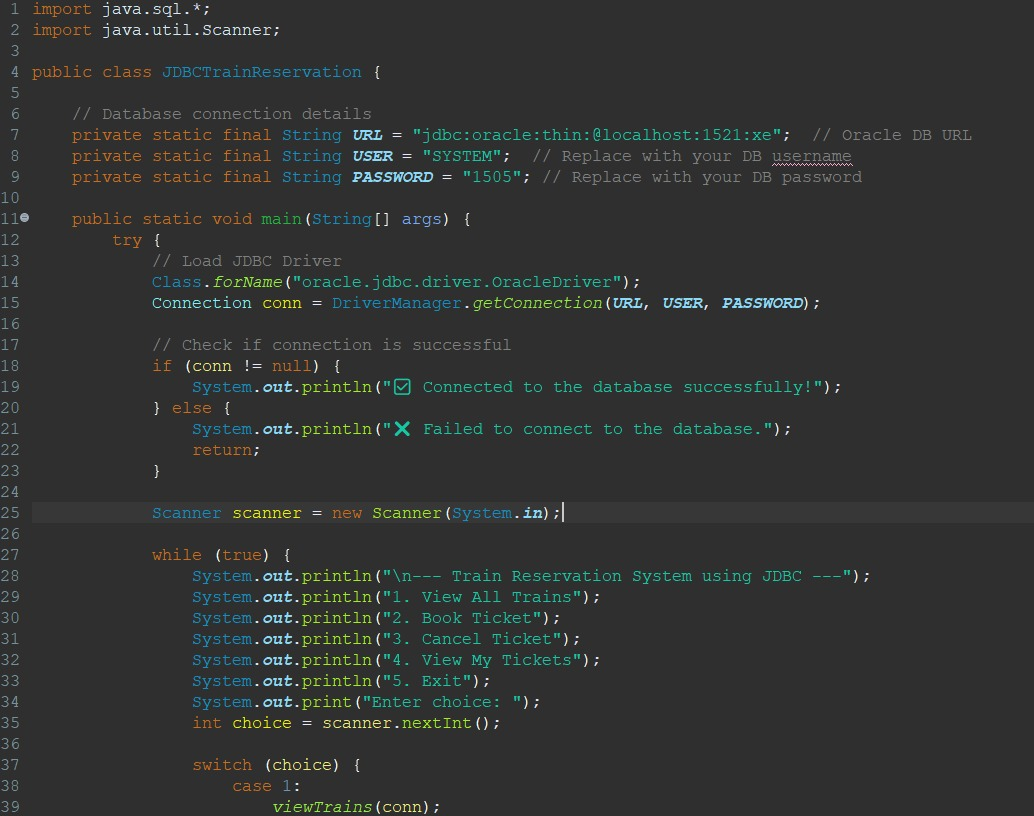 1 import java.sql.*;
2 import java.util.Scanner;
3
4 public class JDBCTrainReservation {
5
6     // Database connection details
7     private static final String URL = "jdbc:oracle:thin:@localhost:1521:xe";  // Oracle DB URL
8     private static final String USER = "SYSTEM";  // Replace with your DB username
9     private static final String PASSWORD = "1505"; // Replace with your DB password
10
11     public static void main(String[] args) {
12         try {
13             // Load JDBC Driver
14             Class.forName("oracle.jdbc.driver.OracleDriver");
15             Connection conn = DriverManager.getConnection(URL, USER, PASSWORD);
16
17             // Check if connection is successful
18             if (conn != null) {
19                 System.out.println("☑ Connected to the database successfully!");
20             } else {
21                 System.out.println("❌ Failed to connect to the database.");
22                 return;
23             }
24
25             Scanner scanner = new Scanner(System.in);
26
27             while (true) {
28                 System.out.println("\n--- Train Reservation System using JDBC ---");
29                 System.out.println("1. View All Trains");
30                 System.out.println("2. Book Ticket");
31                 System.out.println("3. Cancel Ticket");
32                 System.out.println("4. View My Tickets");
33                 System.out.println("5. Exit");
34                 System.out.print("Enter choice: ");
35                 int choice = scanner.nextInt();
36
37                 switch (choice) {
38                     case 1:
39                         viewTrains(conn);